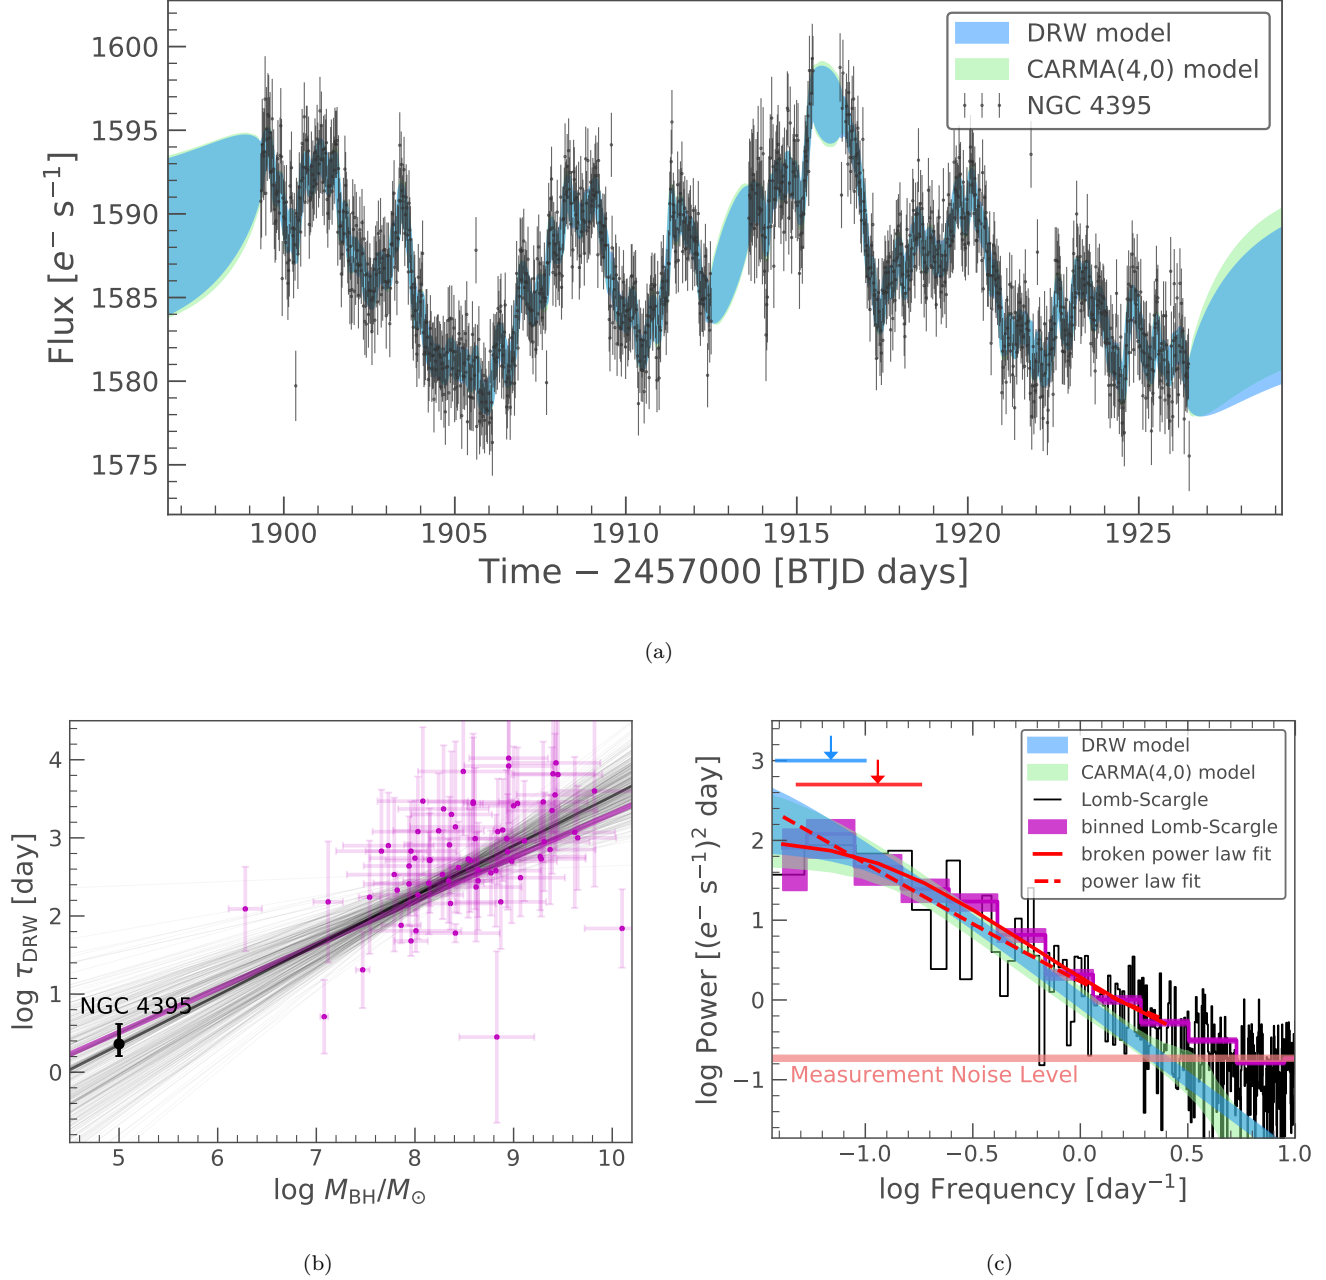 1600
1595
1590
1585
1580
1575
Flux [e⁻ s⁻¹]
DRW model
CARMA(4,0) model
NGC 4395
1900 1905 1910 1915 1920 1925
Time − 2457000 [BTJD days]
(a)
4
3
2
1
0
log τ_DRW [day]
NGC 4395
5 6 7 8 9 10
log M_BH/M_⊙
(b)
3
2
1
0
−1
log Power [(e⁻ s⁻¹)² day]
DRW model
CARMA(4,0) model
Lomb-Scargle
binned Lomb-Scargle
broken power law fit
power law fit
Measurement Noise Level
−1.0 −0.5 0.0 0.5 1.0
log Frequency [day⁻¹]
(c)